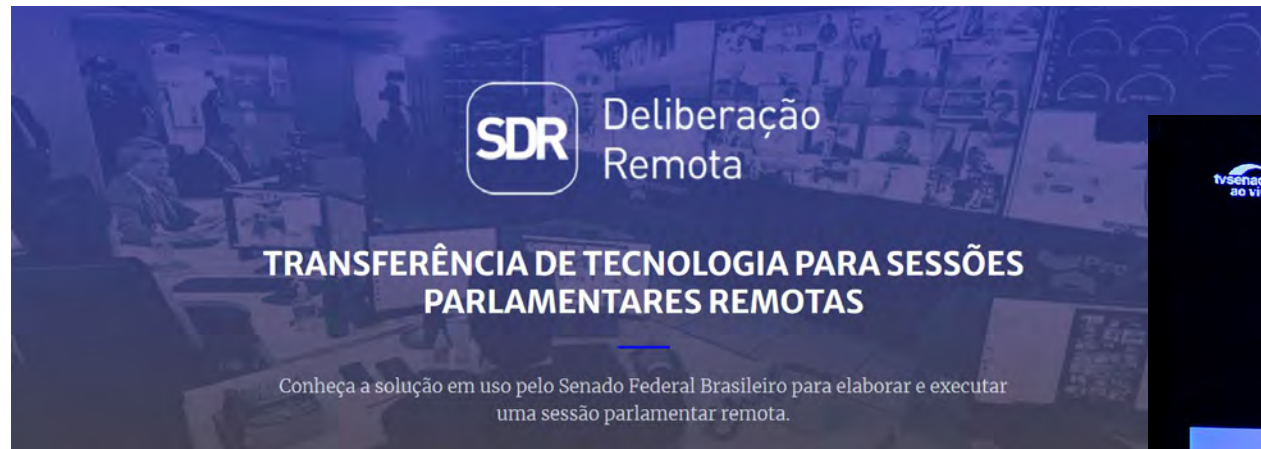 SDR
Deliberação
Remota
TRANSFERÊNCIA DE TECNOLOGIA PARA SESSÕES
PARLAMENTARES REMOTAS
Conheça a solução em uso pelo Senado Federal Brasileiro para elaborar e executar
uma sessão parlamentar remota.